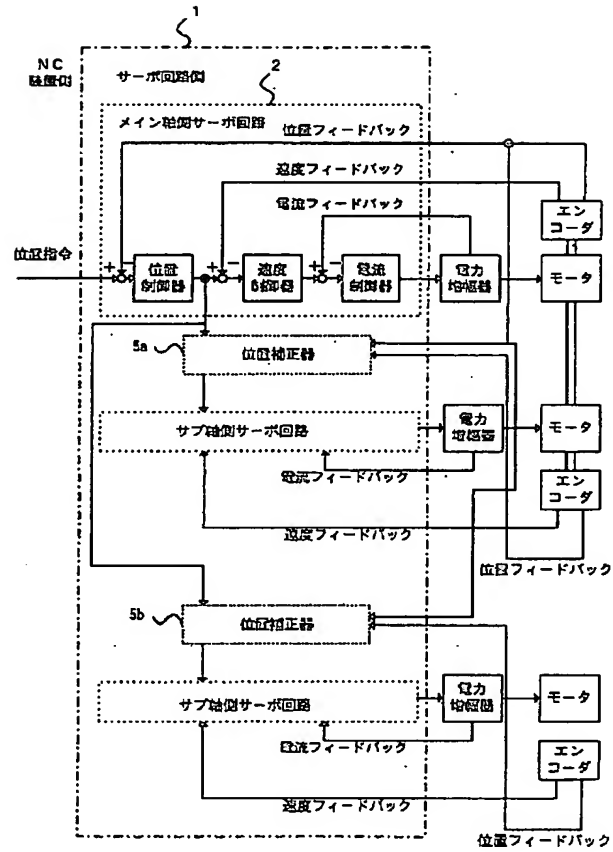 1
NC
装置側
サーボ回路側
2
メイン軸側サーボ回路
位置フィードバック
速度フィードバック
電流フィードバック
エン
コーダ
位置指令
+
−
位置
制御器
+
−
速度
制御器
+
−
電流
制御器
電力
増幅器
モータ
5a
位置補正器
サブ軸側サーボ回路
電力
増幅器
モータ
電流フィードバック
エン
コーダ
速度フィードバック
位置フィードバック
5b
位置補正器
サブ軸側サーボ回路
電力
増幅器
モータ
電流フィードバック
エン
コーダ
速度フィードバック
位置フィードバック